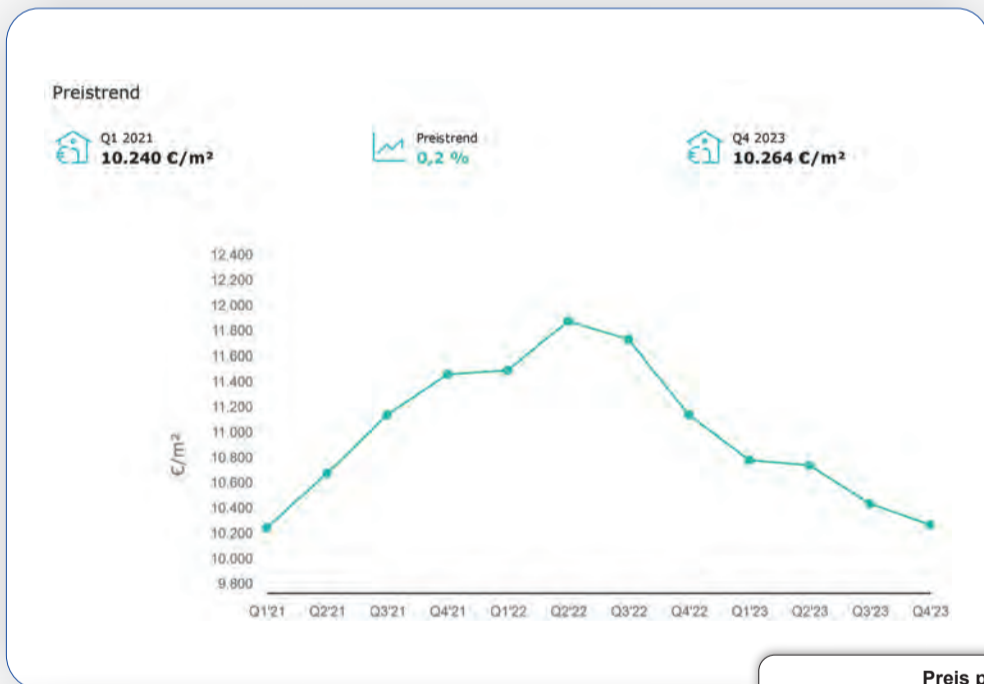 Preistrend
Q1 2021
10.240 €/m²
Preistrend
0,2 %
Q4 2023
10.264 €/m²
12.400
12.200
12.000
11.800
11.600
11.400
11.200
11.000
10.800
10.600
10.400
10.200
10.000
9.800
€/m²
Q1'21 Q2'21 Q3'21 Q4'21 Q1'22 Q2'22 Q3'22 Q4'22 Q1'23 Q2'23 Q3'23 Q4'23
Preis p